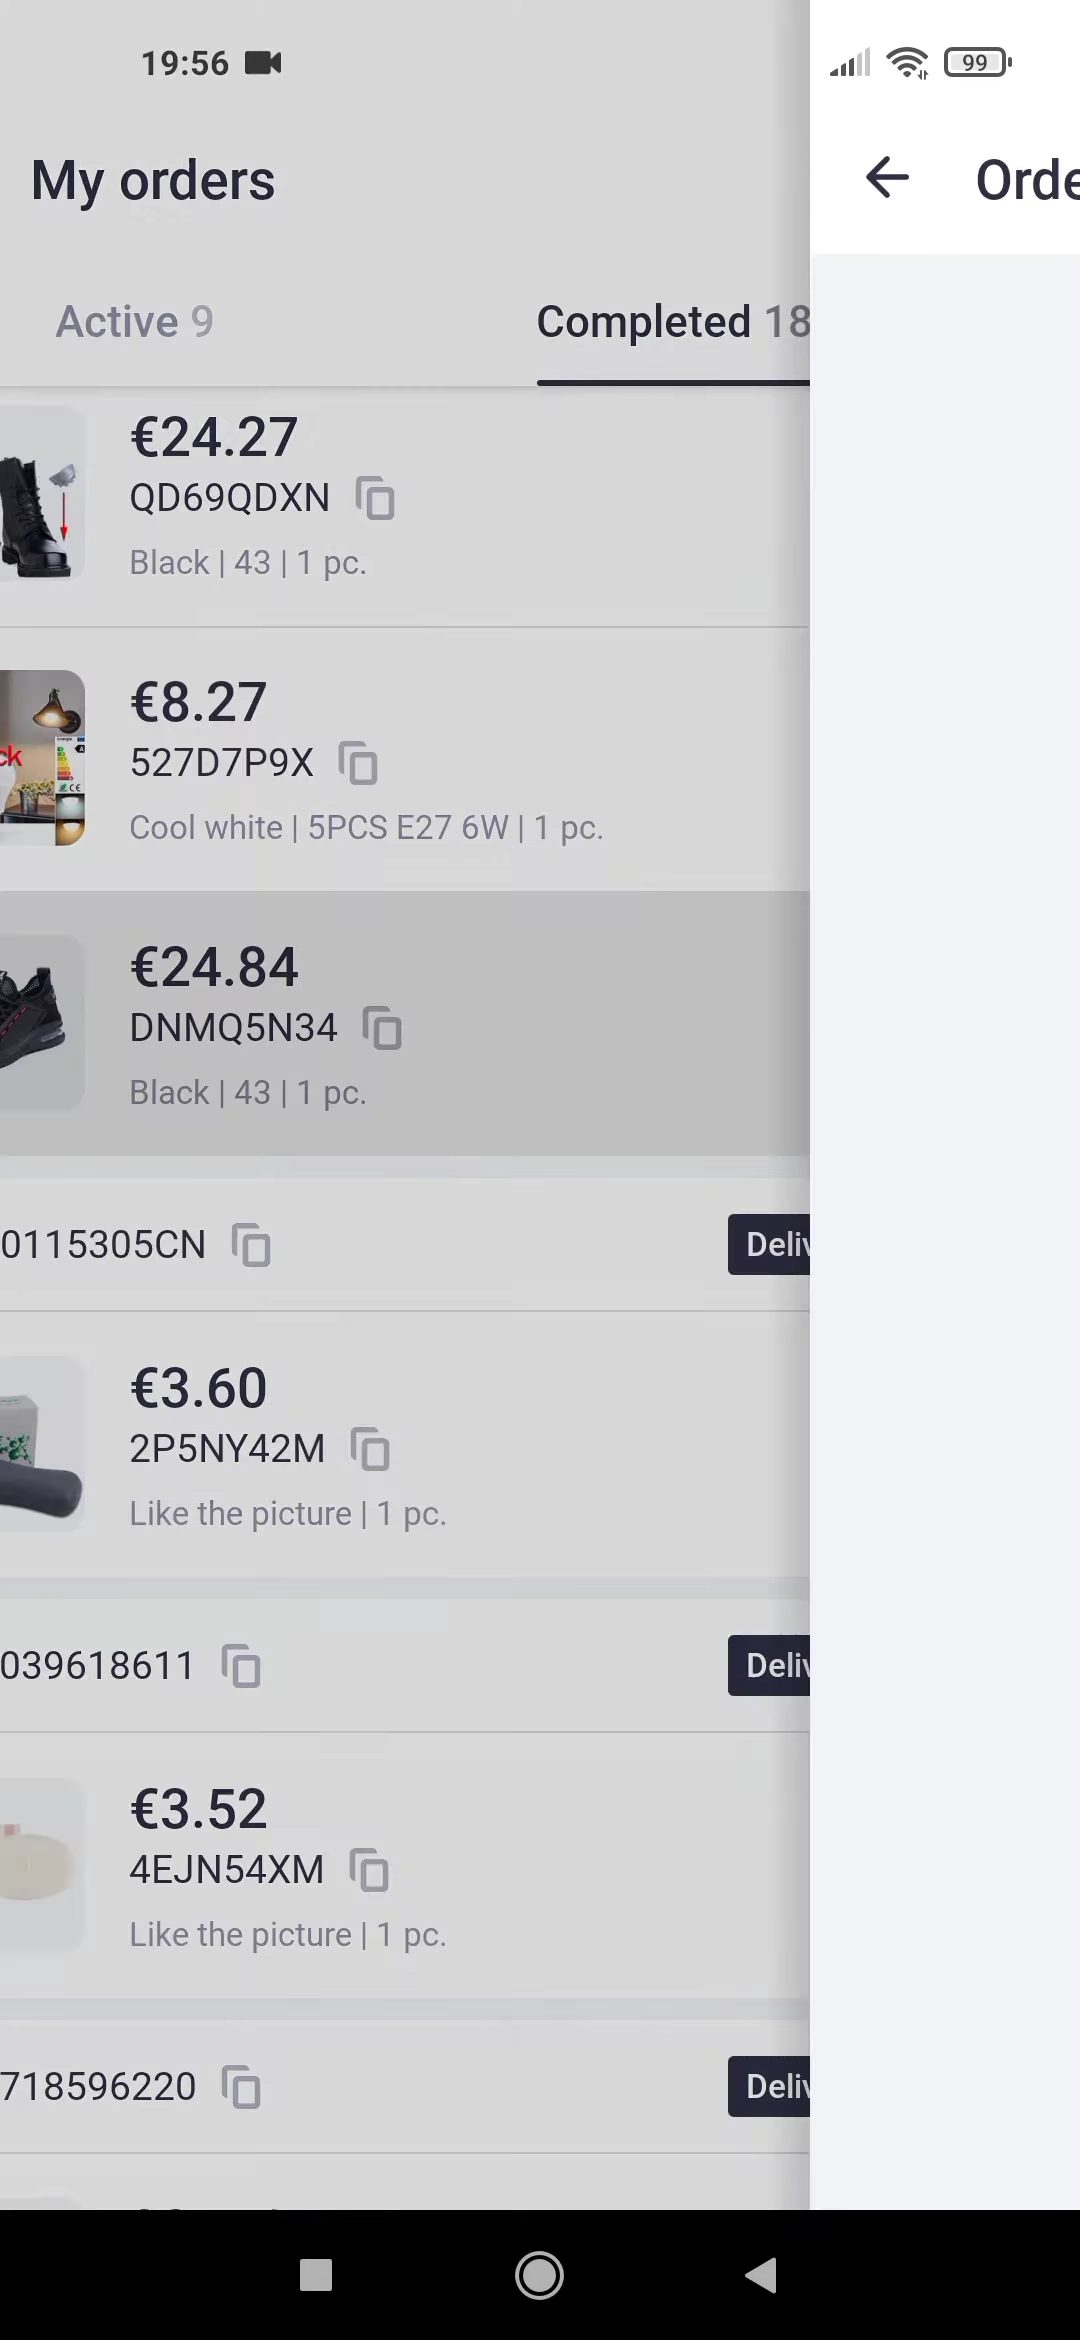 19:56
99
My orders
Orde
Active 9
Completed 18
€24.27
QD69QDXN
Black | 43 | 1 pc.
€8.27
527D7P9X
ck
Cool white | 5PCS E27 6W | 1 pc.
€24.84
DNMQ5N34
Black | 43 | 1 pc.
0115305CN
Deliv
€3.60
2P5NY42M
Like the picture | 1 pc.
039618611
Deliv
€3.52
4EJN54XM
Like the picture | 1 pc.
718596220
Deliv